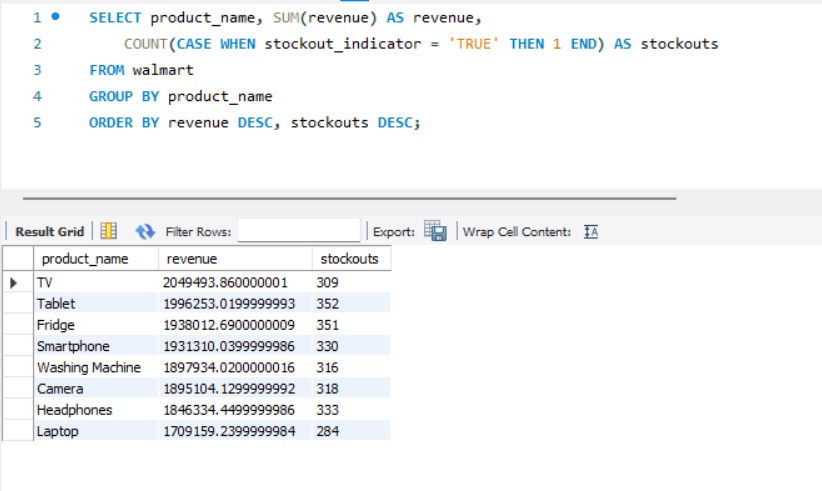 1 SELECT product_name, SUM(revenue) AS revenue,
2 COUNT(CASE WHEN stockout_indicator = 'TRUE' THEN 1 END) AS stockouts
3 FROM walmart
4 GROUP BY product_name
5 ORDER BY revenue DESC, stockouts DESC;
Result Grid Filter Rows: Export: Wrap Cell Content: IA
product_name revenue stockouts
TV 2049493.860000001 309
Tablet 1996253.0199999993 352
Fridge 1938012.6900000009 351
Smartphone 1931310.0399999986 330
Washing Machine 1897934.0200000016 316
Camera 1895104.1299999992 318
Headphones 1846334.4499999986 333
Laptop 1709159.2399999984 284